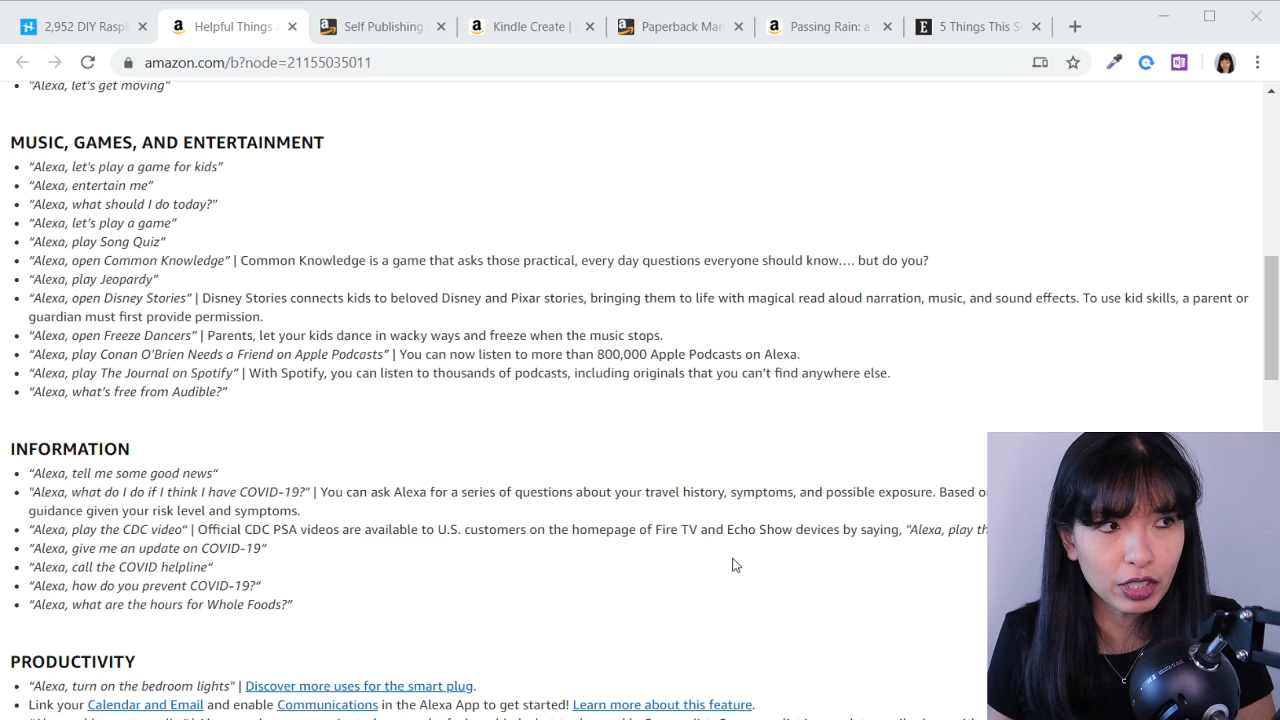 2,952 DIY Raspb
Helpful Things A
Self Publishing
Kindle Create |
Paperback Man
Passing Rain: a
5 Things This Se
amazon.com/b?node=21155035011
• “Alexa, let's get moving”
MUSIC, GAMES, AND ENTERTAINMENT
• “Alexa, let's play a game for kids”
• “Alexa, entertain me”
• “Alexa, what should I do today?”
• “Alexa, let’s play a game”
• “Alexa, play Song Quiz”
• “Alexa, open Common Knowledge” | Common Knowledge is a game that asks those practical, every day questions everyone should know…. but do you?
• “Alexa, play Jeopardy”
• “Alexa, open Disney Stories” | Disney Stories connects kids to beloved Disney and Pixar stories, bringing them to life with magical read aloud narration, music, and sound effects. To use kid skills, a parent or
guardian must first provide permission.
• “Alexa, open Freeze Dancers” | Parents, let your kids dance in wacky ways and freeze when the music stops.
• “Alexa, play Conan O'Brien Needs a Friend on Apple Podcasts” | You can now listen to more than 800,000 Apple Podcasts on Alexa.
• “Alexa, play The Journal on Spotify” | With Spotify, you can listen to thousands of podcasts, including originals that you can’t find anywhere else.
• “Alexa, what’s free from Audible?”
INFORMATION
• “Alexa, tell me some good news“
• "Alexa, what do I do if I think I have COVID-19?" | You can ask Alexa for a series of questions about your travel history, symptoms, and possible exposure. Based o
guidance given your risk level and symptoms.
• “Alexa, play the CDC video“ | Official CDC PSA videos are available to U.S. customers on the homepage of Fire TV and Echo Show devices by saying, "Alexa, play th
• “Alexa, give me an update on COVID-19“
• “Alexa, call the COVID helpline“
• “Alexa, how do you prevent COVID-19?“
• “Alexa, what are the hours for Whole Foods?”
PRODUCTIVITY
• “Alexa, turn on the bedroom lights” | Discover more uses for the smart plug.
• Link your Calendar and Email and enable Communications in the Alexa App to get started! Learn more about this feature.